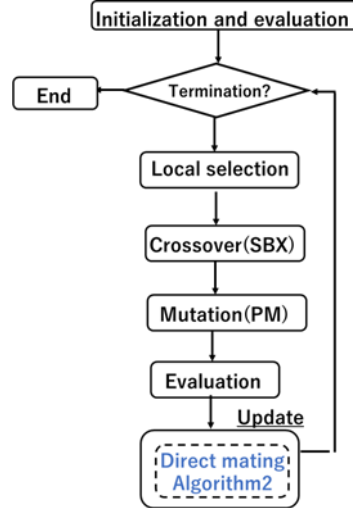 Initialization and evaluation
Termination?
End
Local selection
Crossover(SBX)
Mutation(PM)
Evaluation
Update
Direct mating
Algorithm2